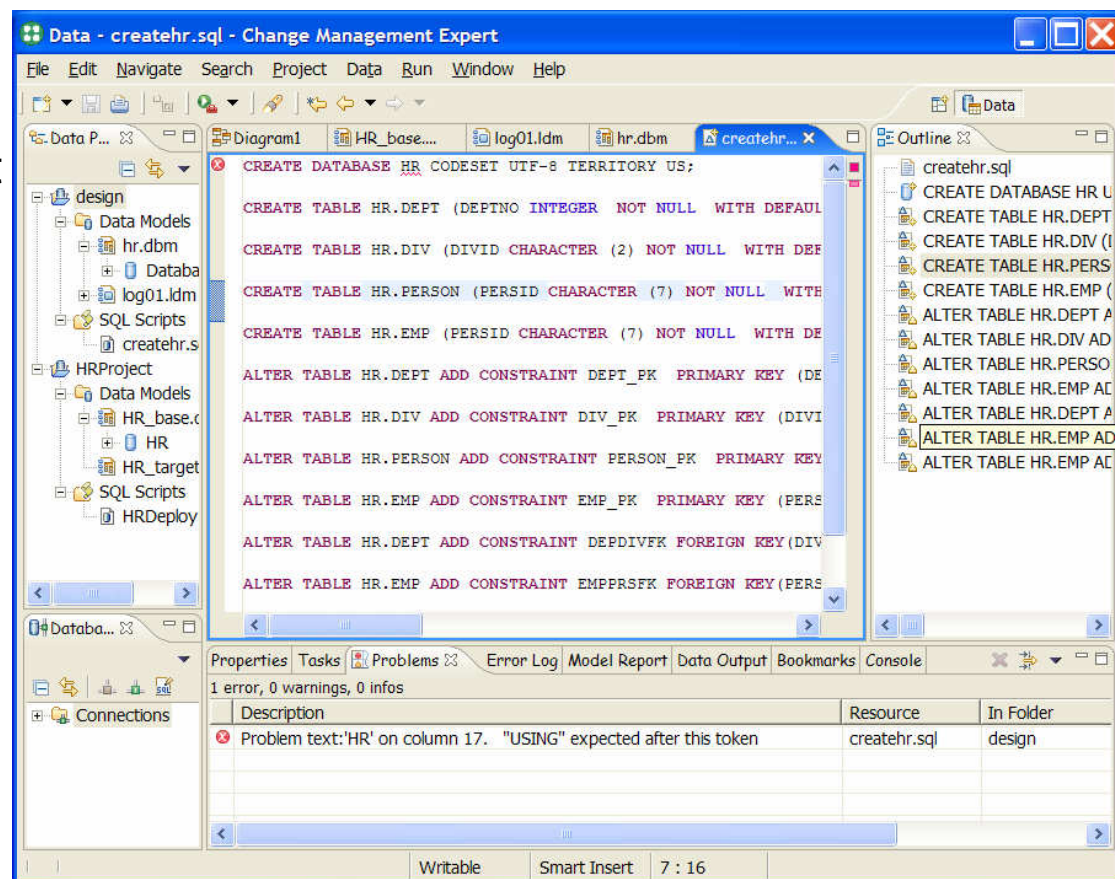 Data - createhr.sql - Change Management Expert
File Edit Navigate Search Project Data Run Window Help
Data
Data P...
design
Data Models
hr.dbm
Databa
log01.ldm
SQL Scripts
createhr.s
HRProject
Data Models
HR_base.
HR
HR_target
SQL Scripts
HRDeploy
Diagram1 HR_base.... log01.ldm hr.dbm createhr...
CREATE DATABASE HR CODESET UTF-8 TERRITORY US;
CREATE TABLE HR.DEPT (DEPTNO INTEGER NOT NULL WITH DEFAUL
CREATE TABLE HR.DIV (DIVID CHARACTER (2) NOT NULL WITH DEF
CREATE TABLE HR.PERSON (PERSID CHARACTER (7) NOT NULL WITH
CREATE TABLE HR.EMP (PERSID CHARACTER (7) NOT NULL WITH DE
ALTER TABLE HR.DEPT ADD CONSTRAINT DEPT_PK PRIMARY KEY (DE
ALTER TABLE HR.DIV ADD CONSTRAINT DIV_PK PRIMARY KEY (DIVI
ALTER TABLE HR.PERSON ADD CONSTRAINT PERSON_PK PRIMARY KEY
ALTER TABLE HR.EMP ADD CONSTRAINT EMP_PK PRIMARY KEY (PERS
ALTER TABLE HR.DEPT ADD CONSTRAINT DEPDIVFK FOREIGN KEY(DIV
ALTER TABLE HR.EMP ADD CONSTRAINT EMPPRSFK FOREIGN KEY(PERS
Outline
createhr.sql
CREATE DATABASE HR U
CREATE TABLE HR.DEPT
CREATE TABLE HR.DIV (
CREATE TABLE HR.PERS
CREATE TABLE HR.EMP (
ALTER TABLE HR.DEPT A
ALTER TABLE HR.DIV AD
ALTER TABLE HR.PERSO
ALTER TABLE HR.EMP AD
ALTER TABLE HR.DEPT A
ALTER TABLE HR.EMP AD
ALTER TABLE HR.EMP AD
Databa...
SQL
Connections
Properties Tasks Problems Error Log Model Report Data Output Bookmarks Console
1 error, 0 warnings, 0 infos
Description Resource In Folder
Problem text:'HR' on column 17. "USING" expected after this token createhr.sql design
Writable Smart Insert 7 : 16